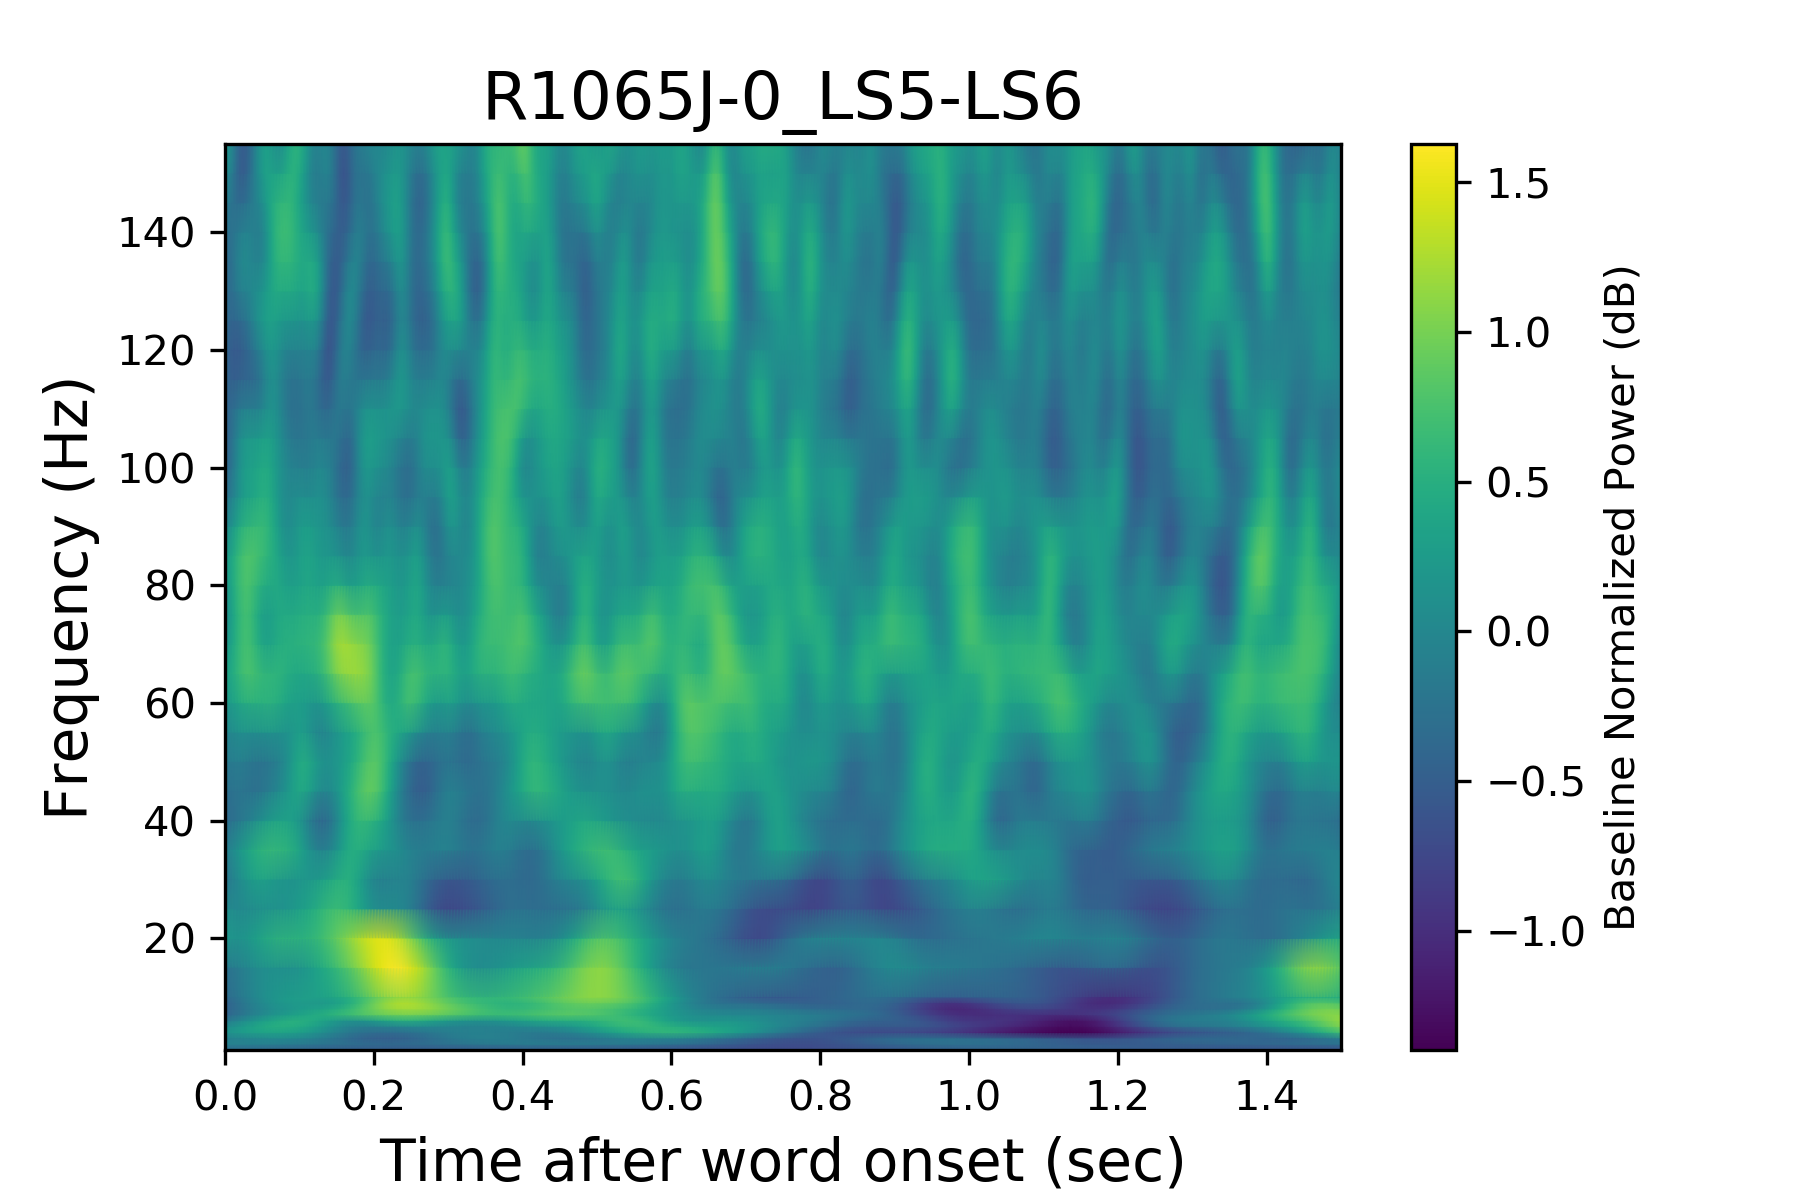 R1065J-0_LS5-LS6
Frequency (Hz)
140
120
100
80
60
40
20
0.0 0.2 0.4 0.6 0.8 1.0 1.2 1.4
Time after word onset (sec)
1.5
1.0
0.5
0.0
−0.5
−1.0
Baseline Normalized Power (dB)